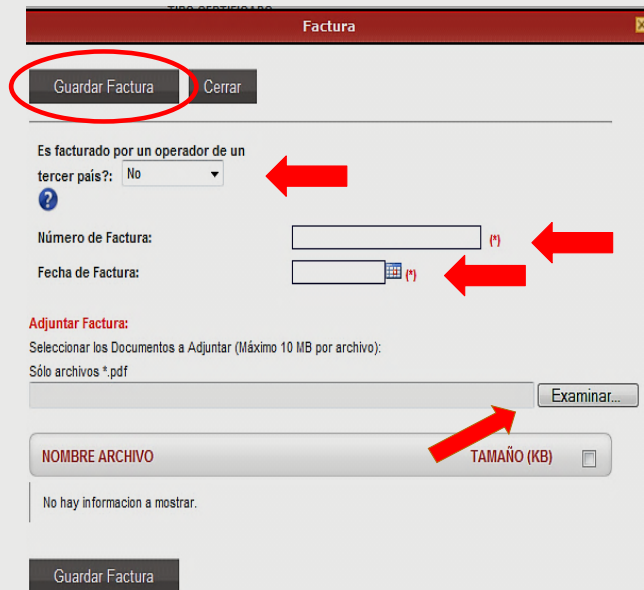 TIPO CERTIFICADO
Factura
Guardar Factura Cerrar
Es facturado por un operador de un
tercer país?: No
?
Número de Factura: (*)
Fecha de Factura: (*)
Adjuntar Factura:
Seleccionar los Documentos a Adjuntar (Máximo 10 MB por archivo):
Sólo archivos *.pdf
Examinar...
NOMBRE ARCHIVO TAMAÑO (KB)
No hay informacion a mostrar.
Guardar Factura